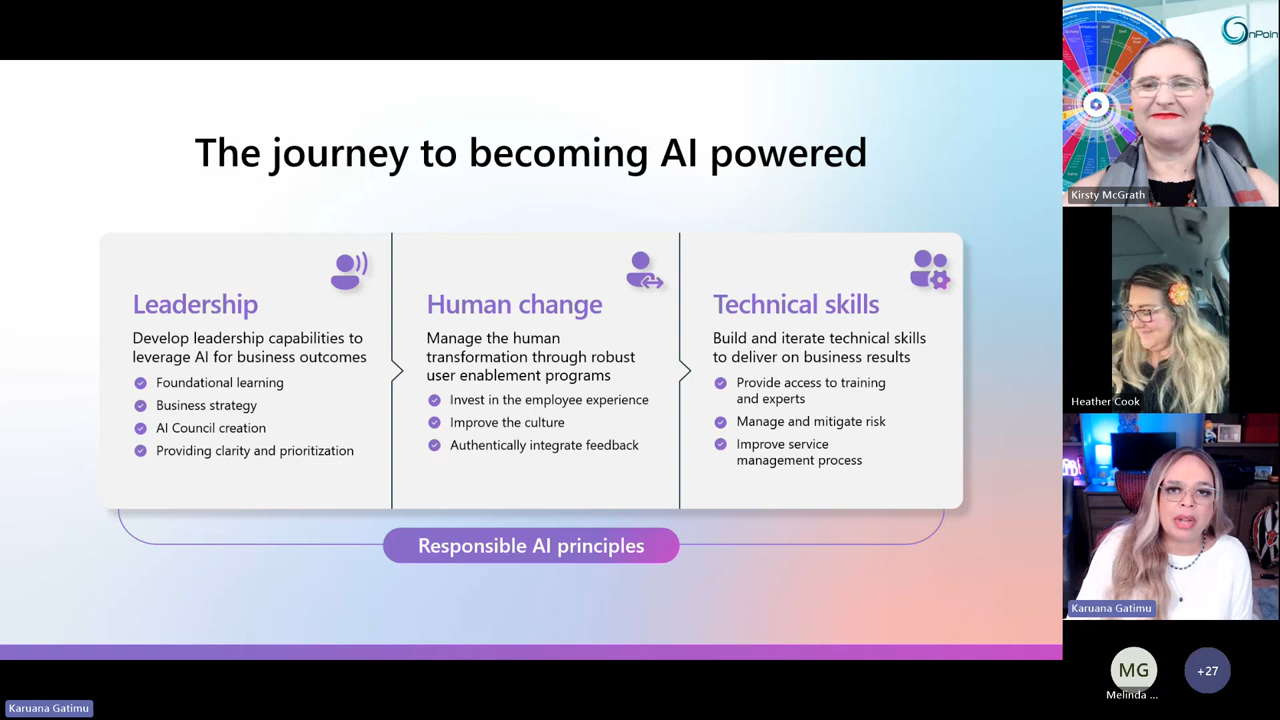 The journey to becoming AI powered
Leadership
Develop leadership capabilities to
leverage AI for business outcomes
Foundational learning
Business strategy
AI Council creation
Providing clarity and prioritization
Human change
Manage the human
transformation through robust
user enablement programs
Invest in the employee experience
Improve the culture
Authentically integrate feedback
Technical skills
Build and iterate technical skills
to deliver on business results
Provide access to training
and experts
Manage and mitigate risk
Improve service
management process
Responsible AI principles
nPoin
Kirsty McGrath
Heather Cook
Karuana Gatimu
MG
Melinda ...
+27
Karuana Gatimu